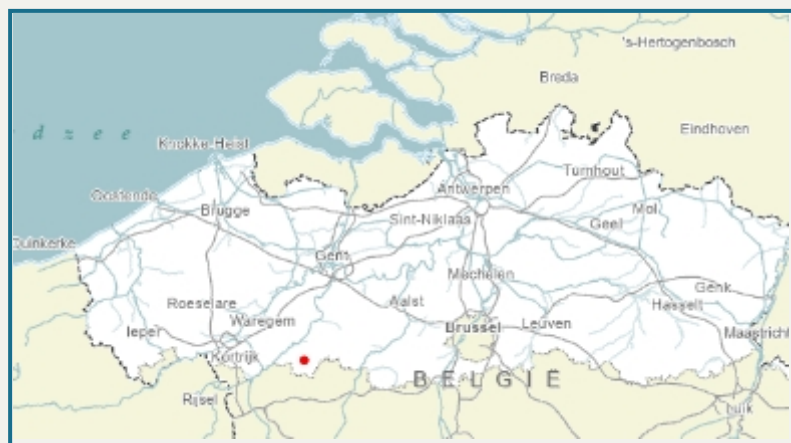 's-Hertogenbosch
Breda
d z e e
Eindhoven
Knokke-Heist
Turnhout
Antwerpen
Oostende
Mol
Brugge
Sint-Niklaas
Geel
Duinkerke
Gent
Mechelen
Genk
Roeselare
Aalst
Hasselt
Waregem
Ieper
Brussel
Leuven
Maastricht
Kortrijk
BELGIË
Rijsel
Luik